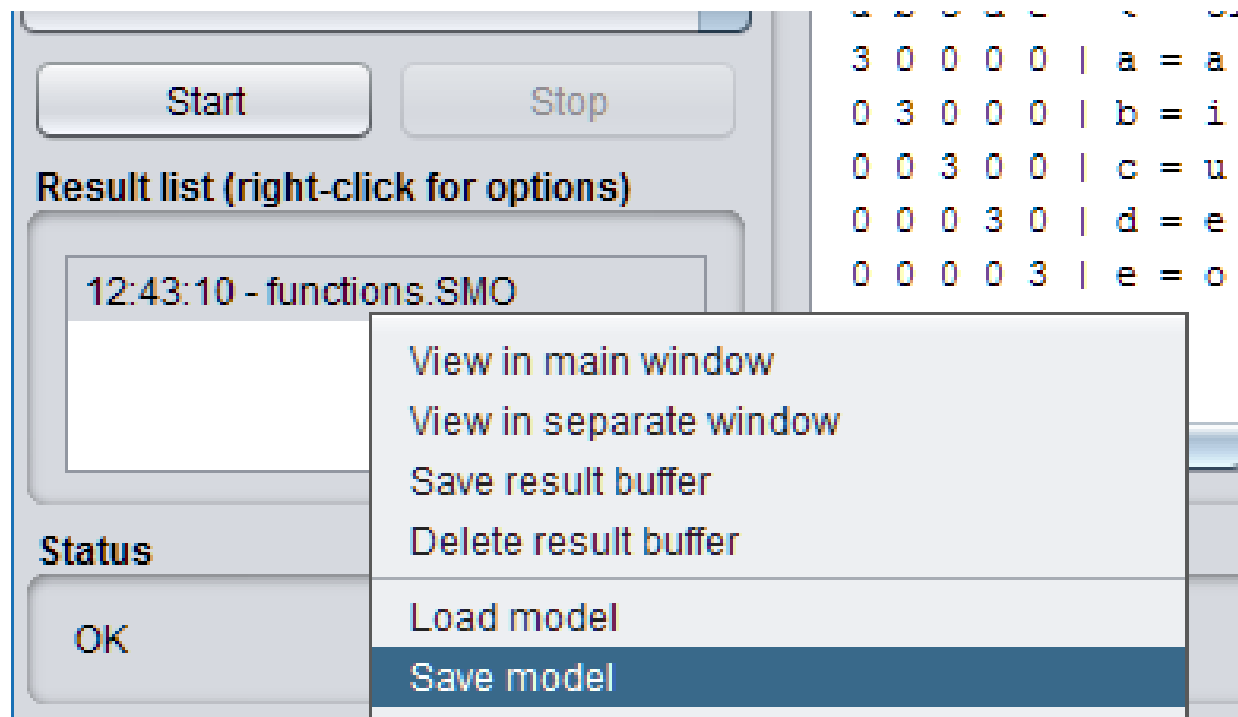 Start Stop
Result list (right-click for options)
12:43:10 - functions.SMO
View in main window
View in separate window
Save result buffer
Delete result buffer
Load model
Save model
Status
OK
3 0 0 0 0 | a = a
0 3 0 0 0 | b = i
0 0 3 0 0 | c = u
0 0 0 3 0 | d = e
0 0 0 0 3 | e = o